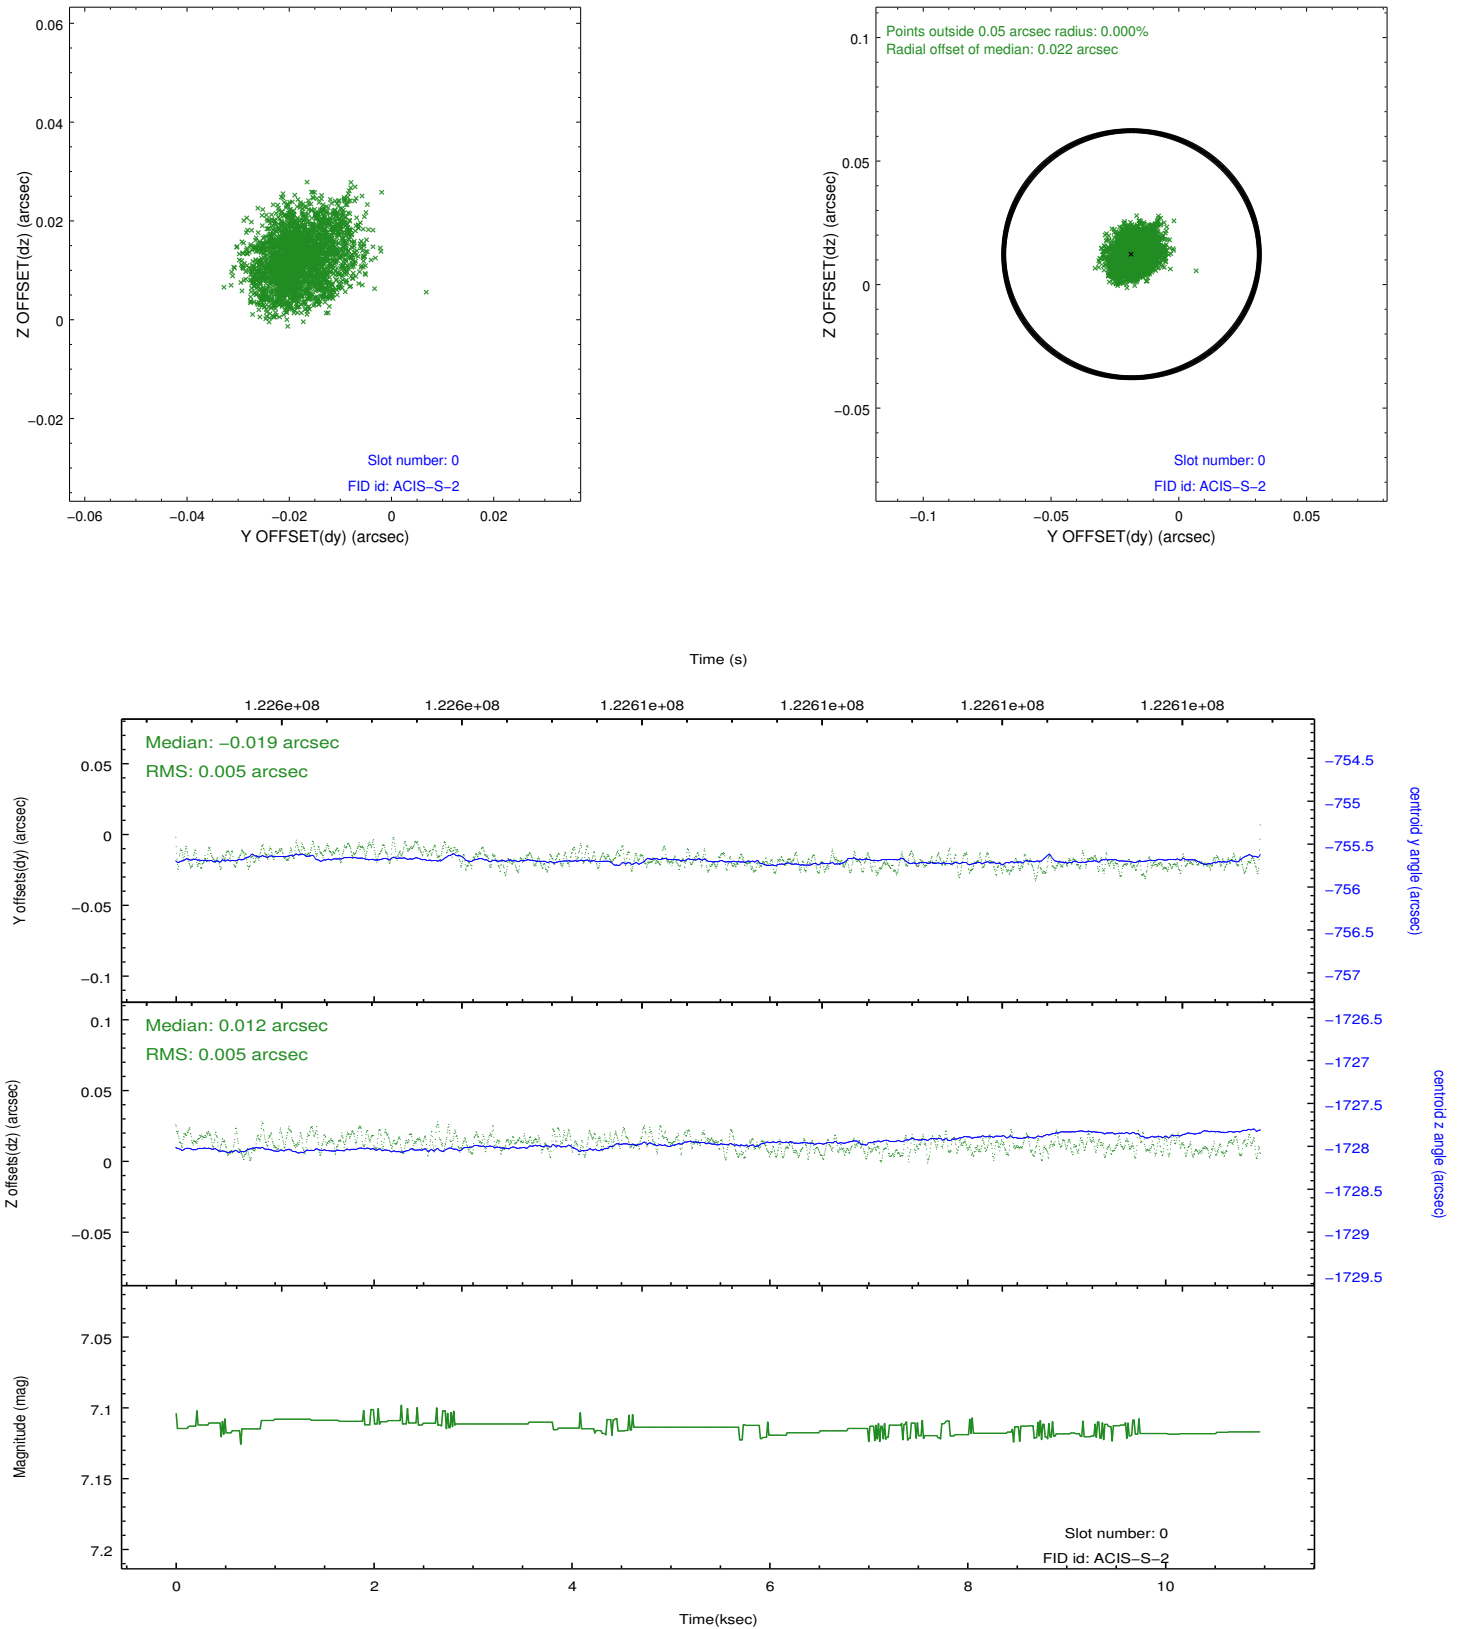 0.06
0.04
0.02
0
−0.02
Z OFFSET(dz) (arcsec)
Slot number: 0
FID id: ACIS−S−2
−0.06
−0.04
−0.02
0
0.02
Y OFFSET(dy) (arcsec)
Points outside 0.05 arcsec radius: 0.000%
Radial offset of median: 0.022 arcsec
0.1
0.05
0
−0.05
Z OFFSET(dz) (arcsec)
Slot number: 0
FID id: ACIS−S−2
−0.1
−0.05
0
0.05
Y OFFSET(dy) (arcsec)
Time (s)
1.226e+08
1.226e+08
1.2261e+08
1.2261e+08
1.2261e+08
1.2261e+08
Median: −0.019 arcsec
RMS: 0.005 arcsec
0.05
0
−0.05
−0.1
Y offsets(dy) (arcsec)
−754.5
−755
−755.5
−756
−756.5
−757
centroid y angle (arcsec)
Median: 0.012 arcsec
RMS: 0.005 arcsec
0.1
0.05
0
−0.05
Z offsets(dz) (arcsec)
−1726.5
−1727
−1727.5
−1728
−1728.5
−1729
−1729.5
centroid z angle (arcsec)
7.05
7.1
7.15
7.2
Magnitude (mag)
Slot number: 0
FID id: ACIS−S−2
0
2
4
6
8
10
Time(ksec)